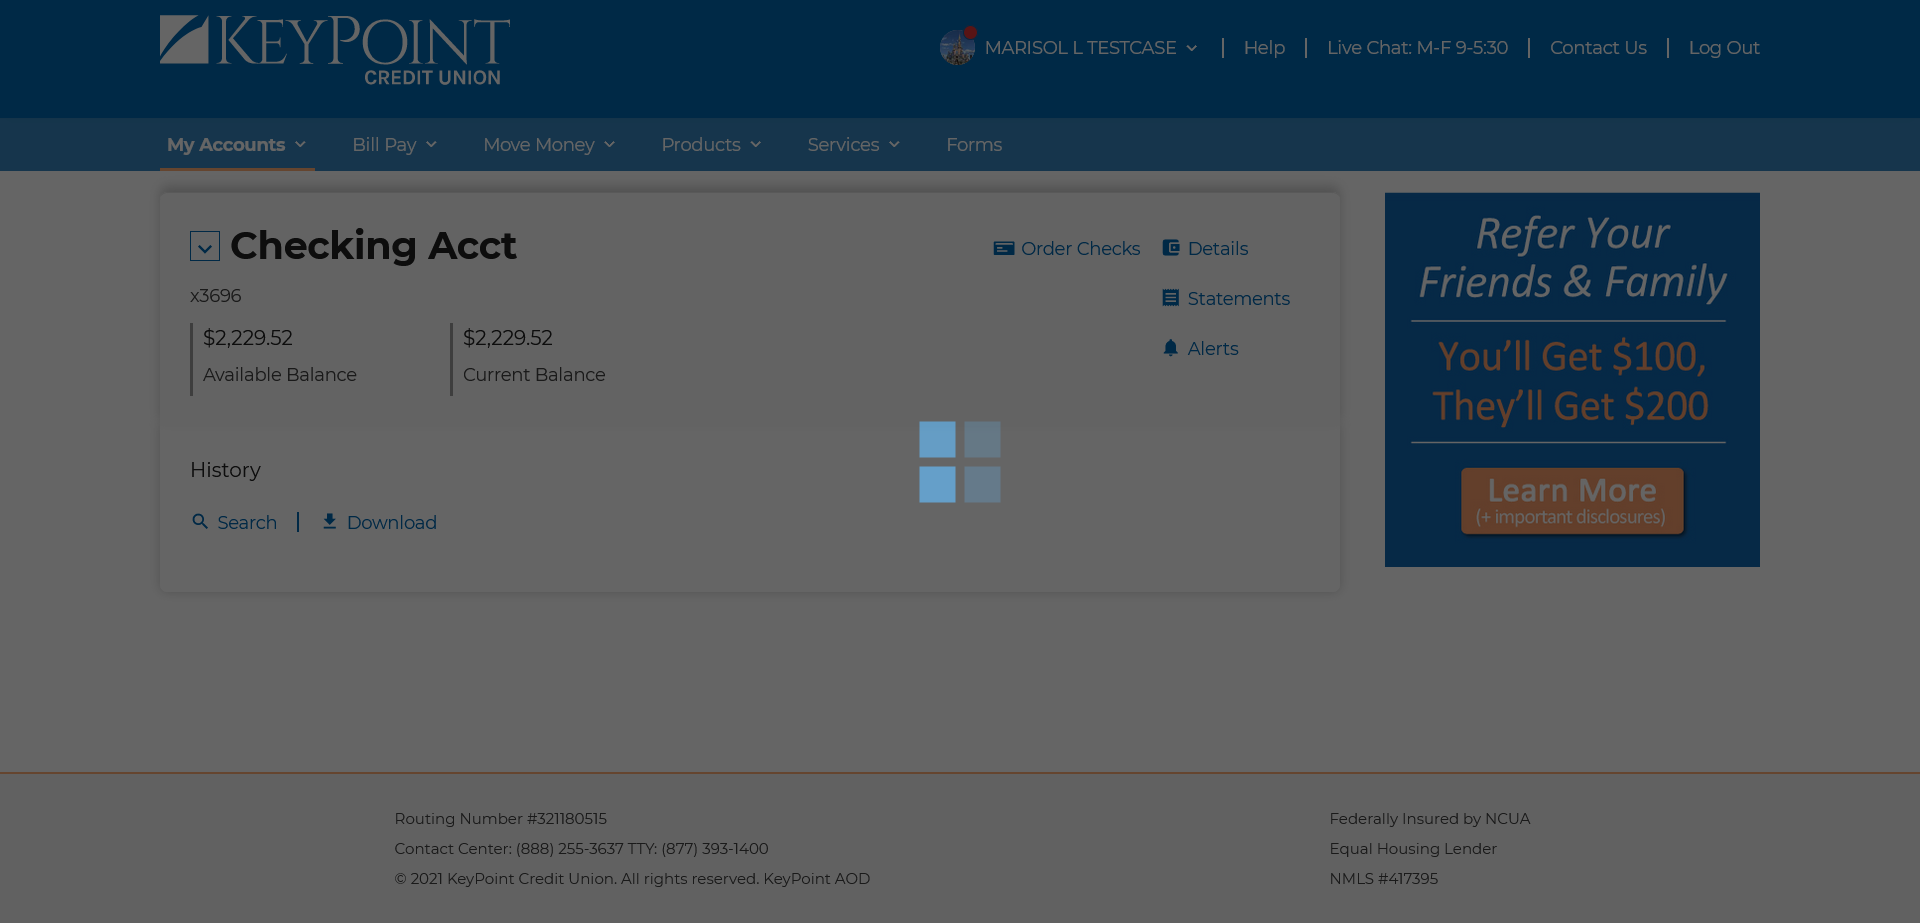 KEYPOINT
CREDIT UNION
MARISOL L TESTCASE
Help
Live Chat: M-F 9-5:30
Contact Us
Log Out
My Accounts
Bill Pay
Move Money
Products
Services
Forms
Checking Acct
Order Checks
Details
x3696
Statements
$2,229.52
Available Balance
$2,229.52
Current Balance
Alerts
History
Search
Download
Refer Your
Friends & Family
You'll Get $100,
They'll Get $200
Learn More
(+ important disclosures)
Routing Number #321180515
Contact Center: (888) 255-3637 TTY: (877) 393-1400
© 2021 KeyPoint Credit Union. All rights reserved. KeyPoint AOD
Federally Insured by NCUA
Equal Housing Lender
NMLS #417395